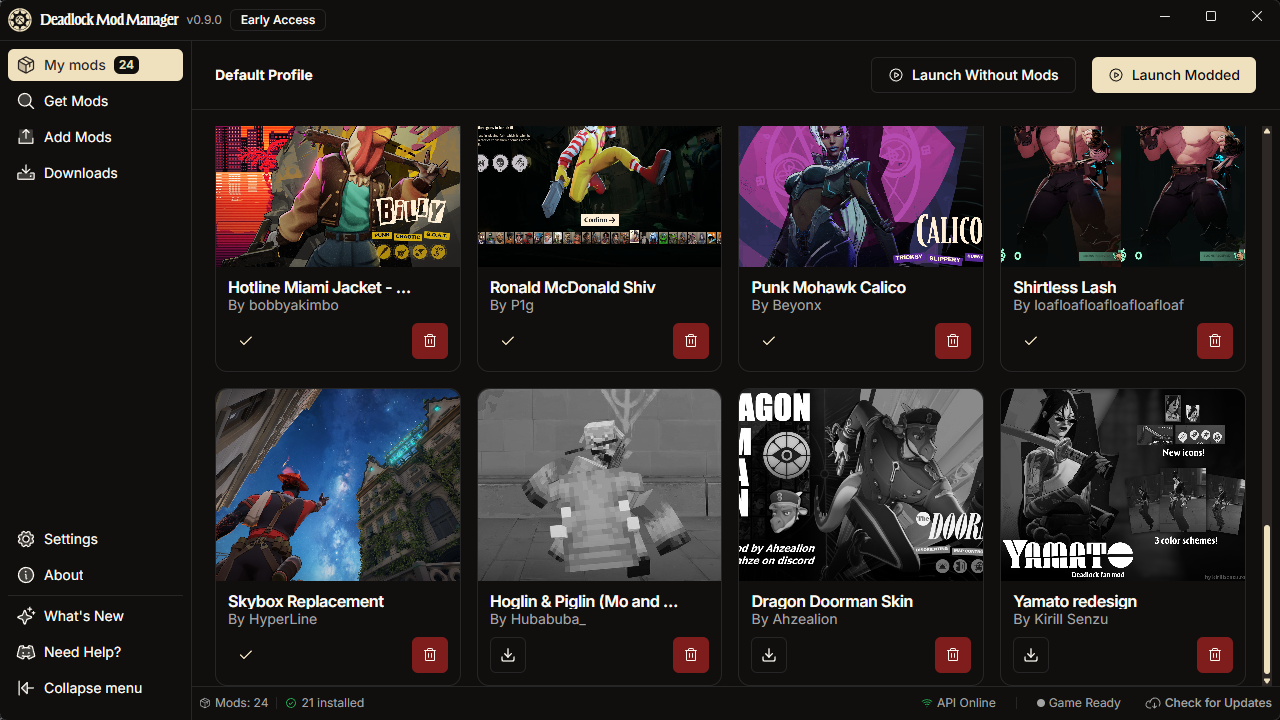 Deadlock Mod Manager v0.9.0 Early Access
My mods 24
Get Mods
Add Mods
Downloads
Default Profile
Launch Without Mods
Launch Modded
BILLY
PUNK CHAOTIC G.O.A.T.
Confirm
CALICO
TRICKSY SLIPPERY
Hotline Miami Jacket - ...
By bobbyakimbo
Ronald McDonald Shiv
By P1g
Punk Mohawk Calico
By Beyonx
Shirtless Lash
By loafloafloafloafloafloaf
AGON
The DOOR
od by Ahzealion
ahze on discord
New icons!
3 color schemes!
YAMATO
Deadlock fan mod
Skybox Replacement
By HyperLine
Hoglin & Piglin (Mo and ...
By Hubabuba_
Dragon Doorman Skin
By Ahzealion
Yamato redesign
By Kirill Senzu
Settings
About
What's New
Need Help?
Collapse menu
Mods: 24
21 installed
API Online
Game Ready
Check for Updates